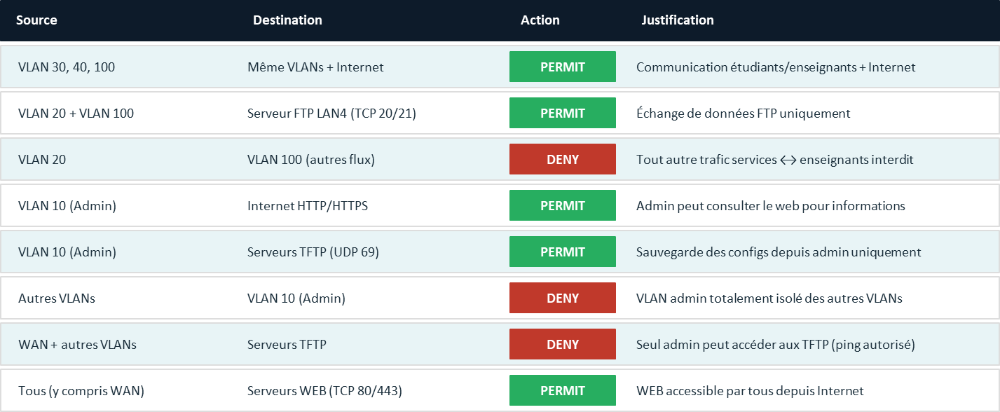 Source Destination Action Justification
VLAN 30, 40, 100 Même VLANs + Internet PERMIT Communication étudiants/enseignants + Internet
VLAN 20 + VLAN 100 Serveur FTP LAN4 (TCP 20/21) PERMIT Échange de données FTP uniquement
VLAN 20 VLAN 100 (autres flux) DENY Tout autre trafic services ↔ enseignants interdit
VLAN 10 (Admin) Internet HTTP/HTTPS PERMIT Admin peut consulter le web pour informations
VLAN 10 (Admin) Serveurs TFTP (UDP 69) PERMIT Sauvegarde des configs depuis admin uniquement
Autres VLANs VLAN 10 (Admin) DENY VLAN admin totalement isolé des autres VLANs
WAN + autres VLANs Serveurs TFTP DENY Seul admin peut accéder aux TFTP (ping autorisé)
Tous (y compris WAN) Serveurs WEB (TCP 80/443) PERMIT WEB accessible par tous depuis Internet